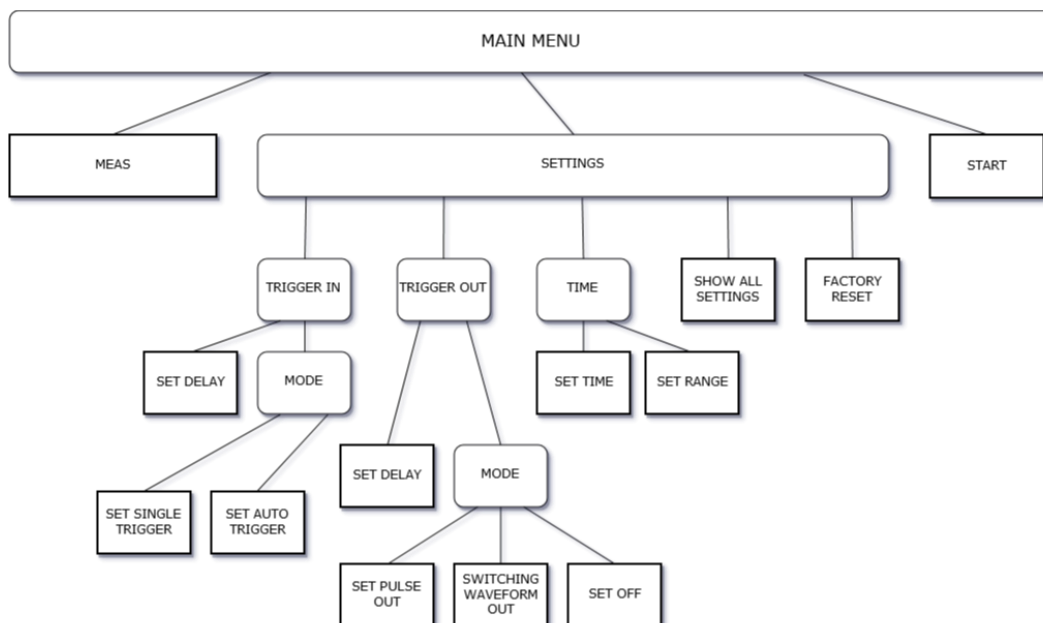 MAIN MENU
MEAS
SETTINGS
START
TRIGGER IN
TRIGGER OUT
TIME
SHOW ALL
SETTINGS
FACTORY
RESET
SET DELAY
MODE
SET TIME
SET RANGE
SET DELAY
MODE
SET SINGLE
TRIGGER
SET AUTO
TRIGGER
SET PULSE
OUT
SWITCHING
WAVEFORM
OUT
SET OFF